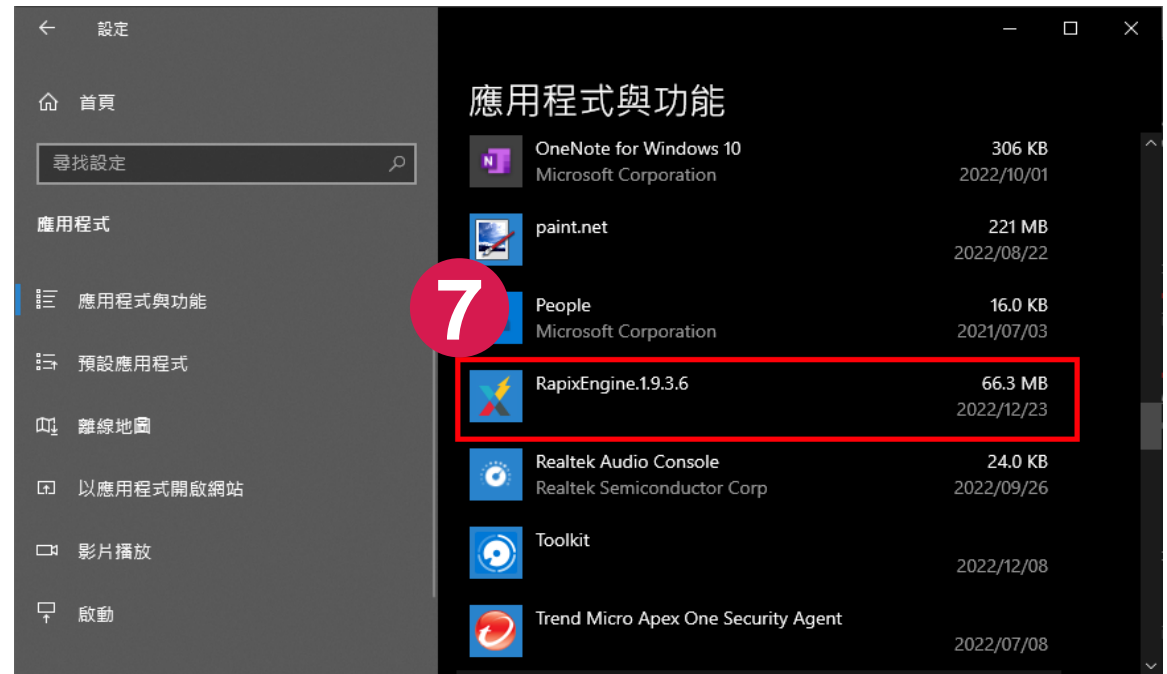 設定
首頁
尋找設定
應用程式
應用程式與功能
預設應用程式
離線地圖
以應用程式開啟網站
影片播放
啟動
應用程式與功能
OneNote for Windows 10 306 KB
Microsoft Corporation 2022/10/01
paint.net 221 MB
2022/08/22
7
People 16.0 KB
Microsoft Corporation 2021/07/03
RapixEngine.1.9.3.6 66.3 MB
2022/12/23
Realtek Audio Console 24.0 KB
Realtek Semiconductor Corp 2022/09/26
Toolkit
2022/12/08
Trend Micro Apex One Security Agent
2022/07/08